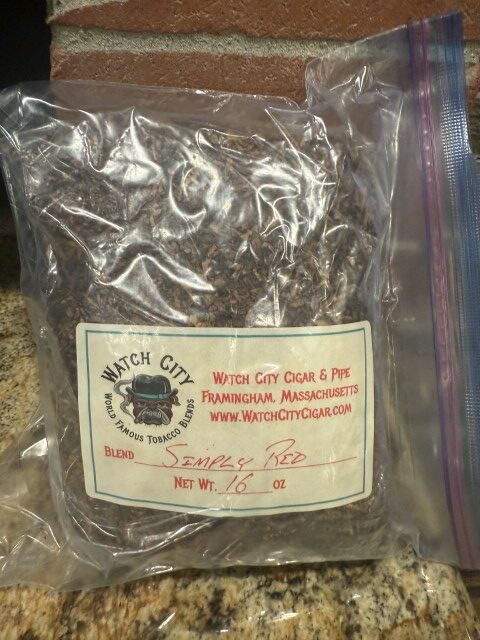 WATCH CITY
WORLD FAMOUS TOBACCO BLENDS
WATCH CITY CIGAR & PIPE
FRAMINGHAM, MASSACHUSETTS
WWW.WATCHCITYCIGAR.COM
BLEND SIMPLY RED
NET WT. 16 OZ